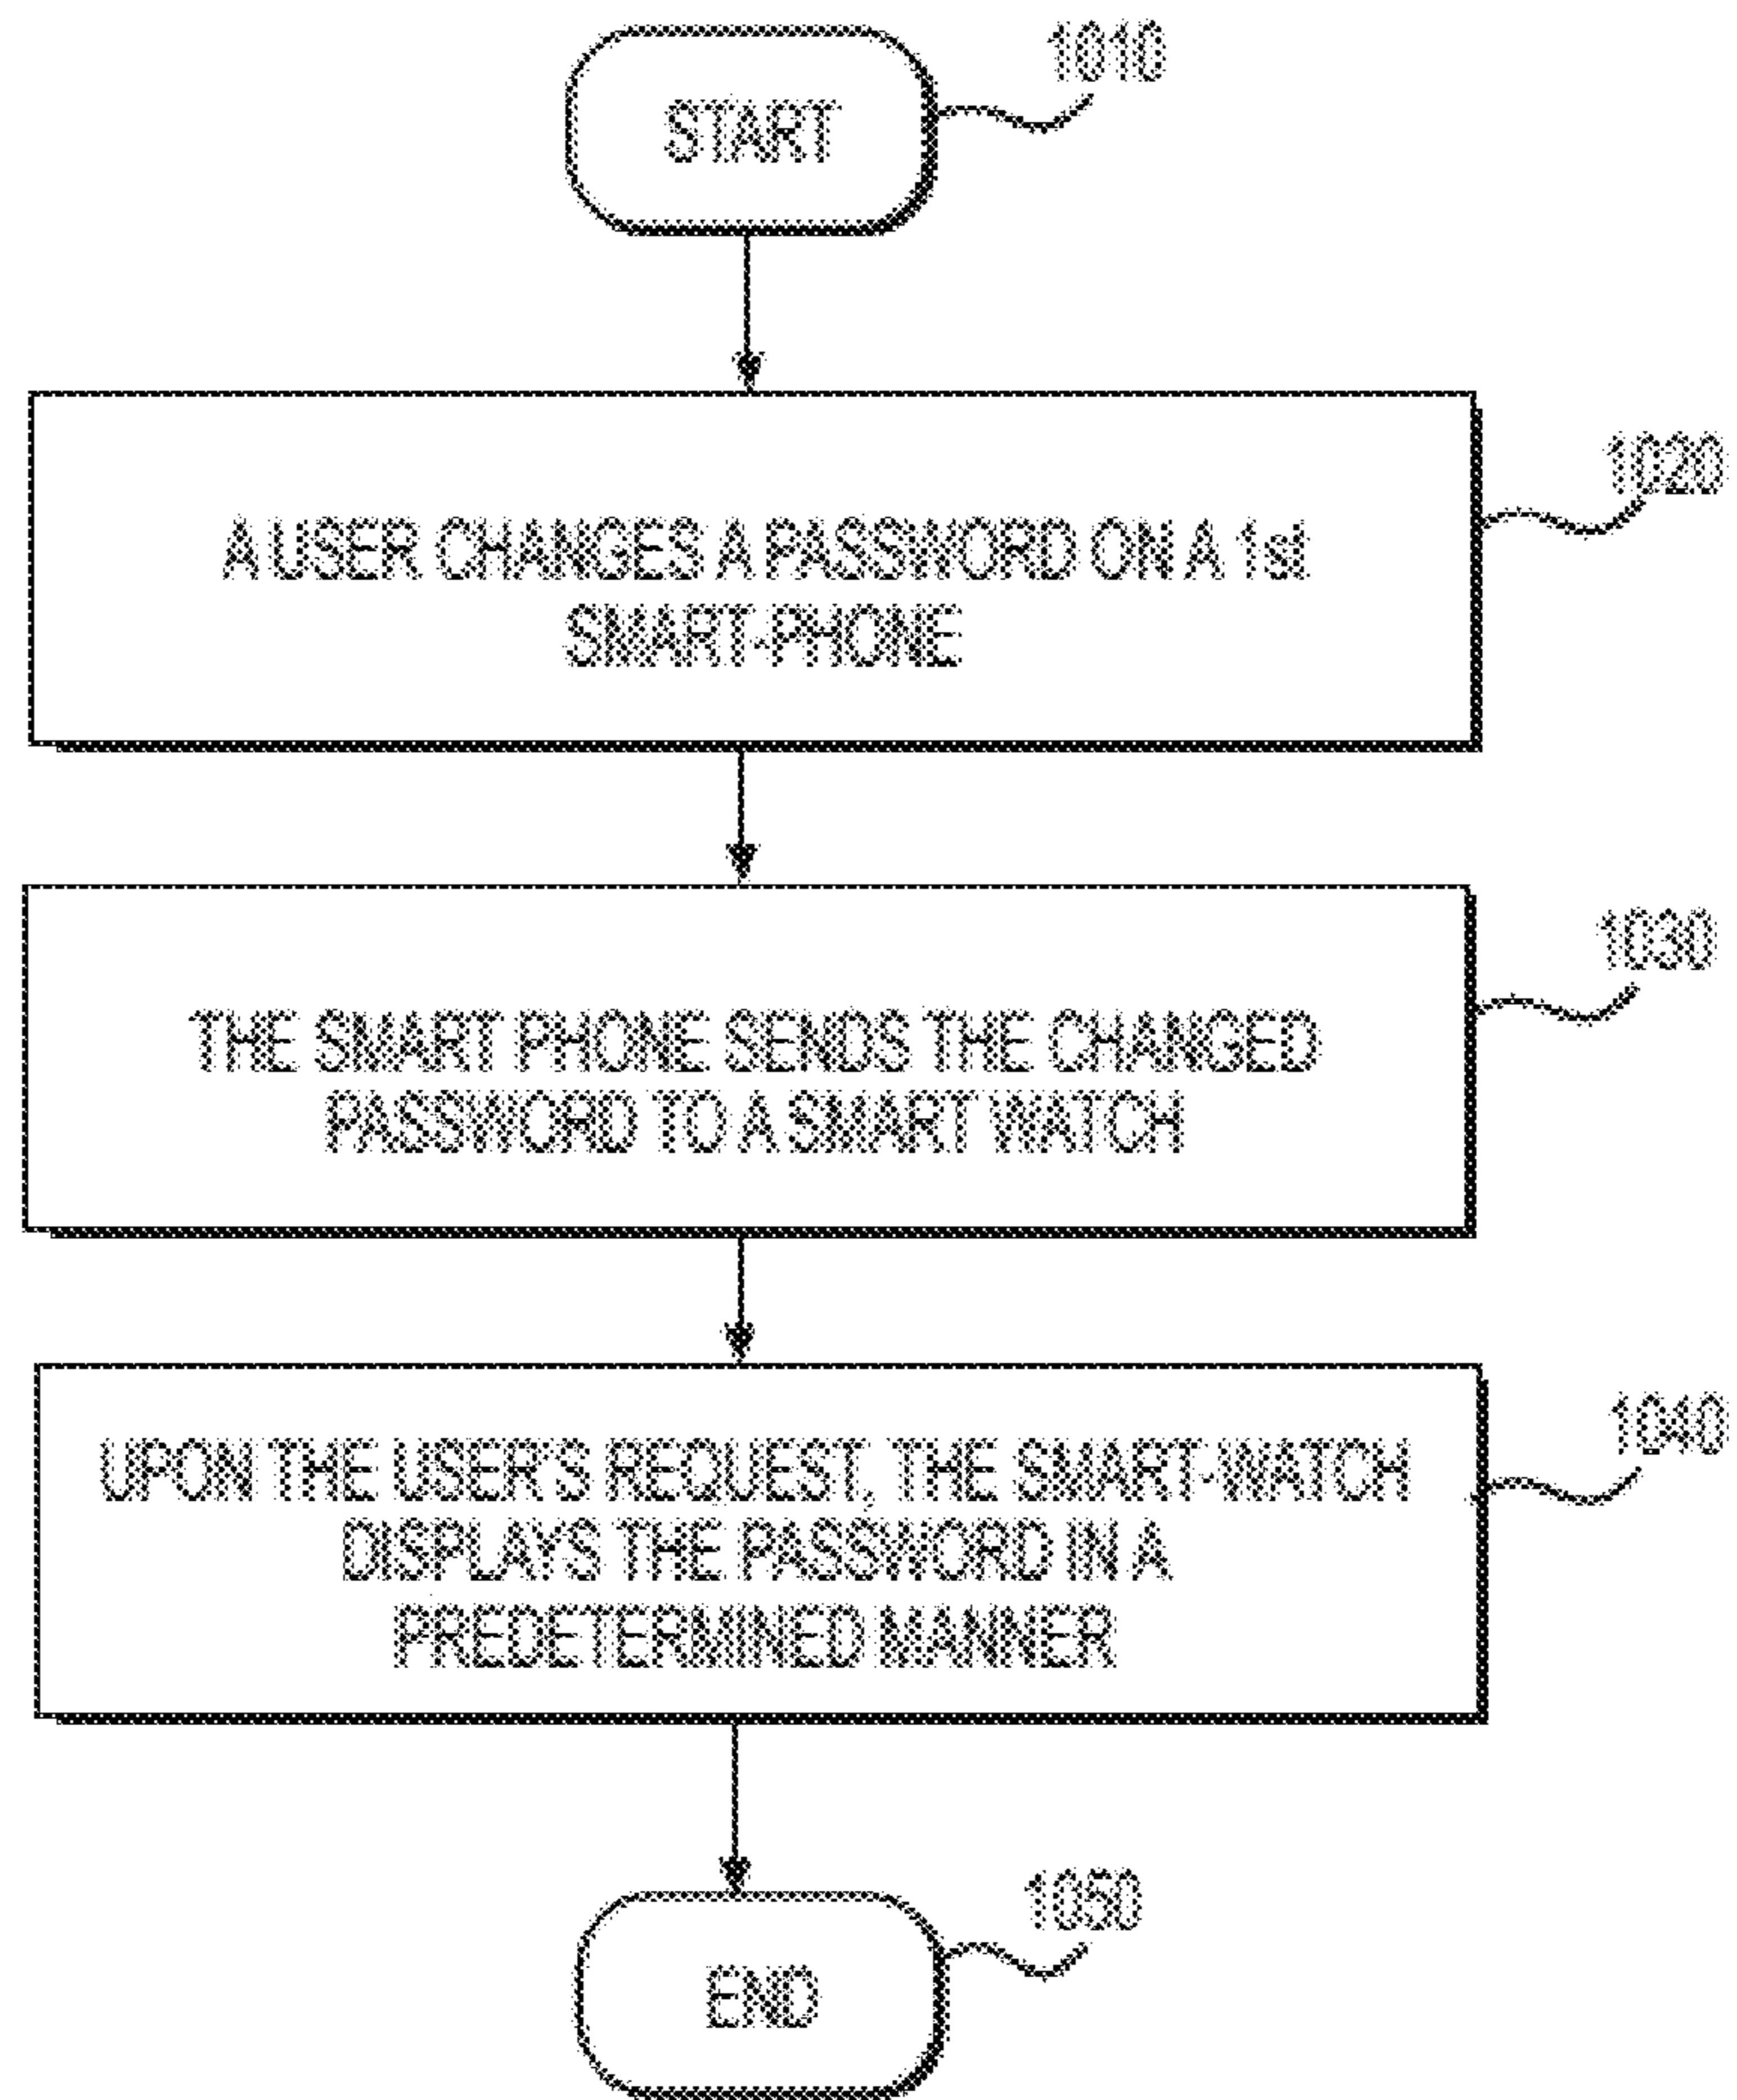 START
1010
A USER CHANGES A PASSWORD ON A 1st
SMART-PHONE
1020
THE SMART PHONE SENDS THE CHANGED
PASSWORD TO A SMART WATCH
1030
UPON THE USER'S REQUEST, THE SMART-WATCH
DISPLAYS THE PASSWORD IN A
PREDETERMINED MANNER
1040
END
1050